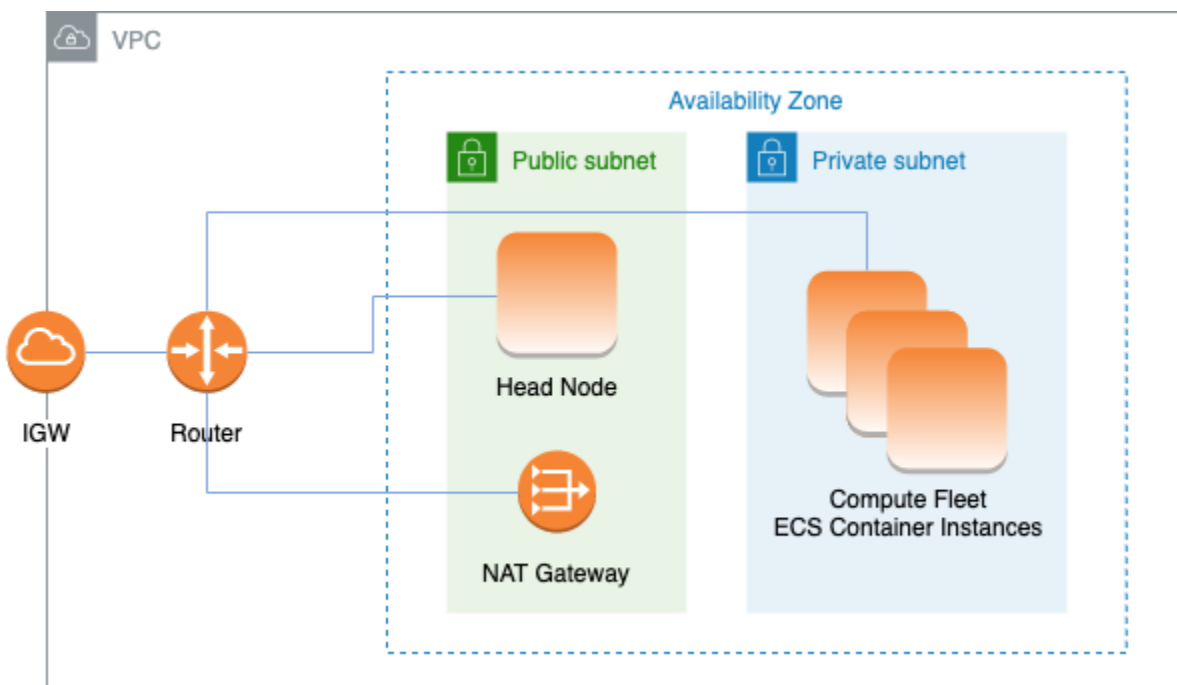 VPC
Availability Zone
Public subnet
Private subnet
Head Node
IGW
Router
Compute Fleet
ECS Container Instances
NAT Gateway